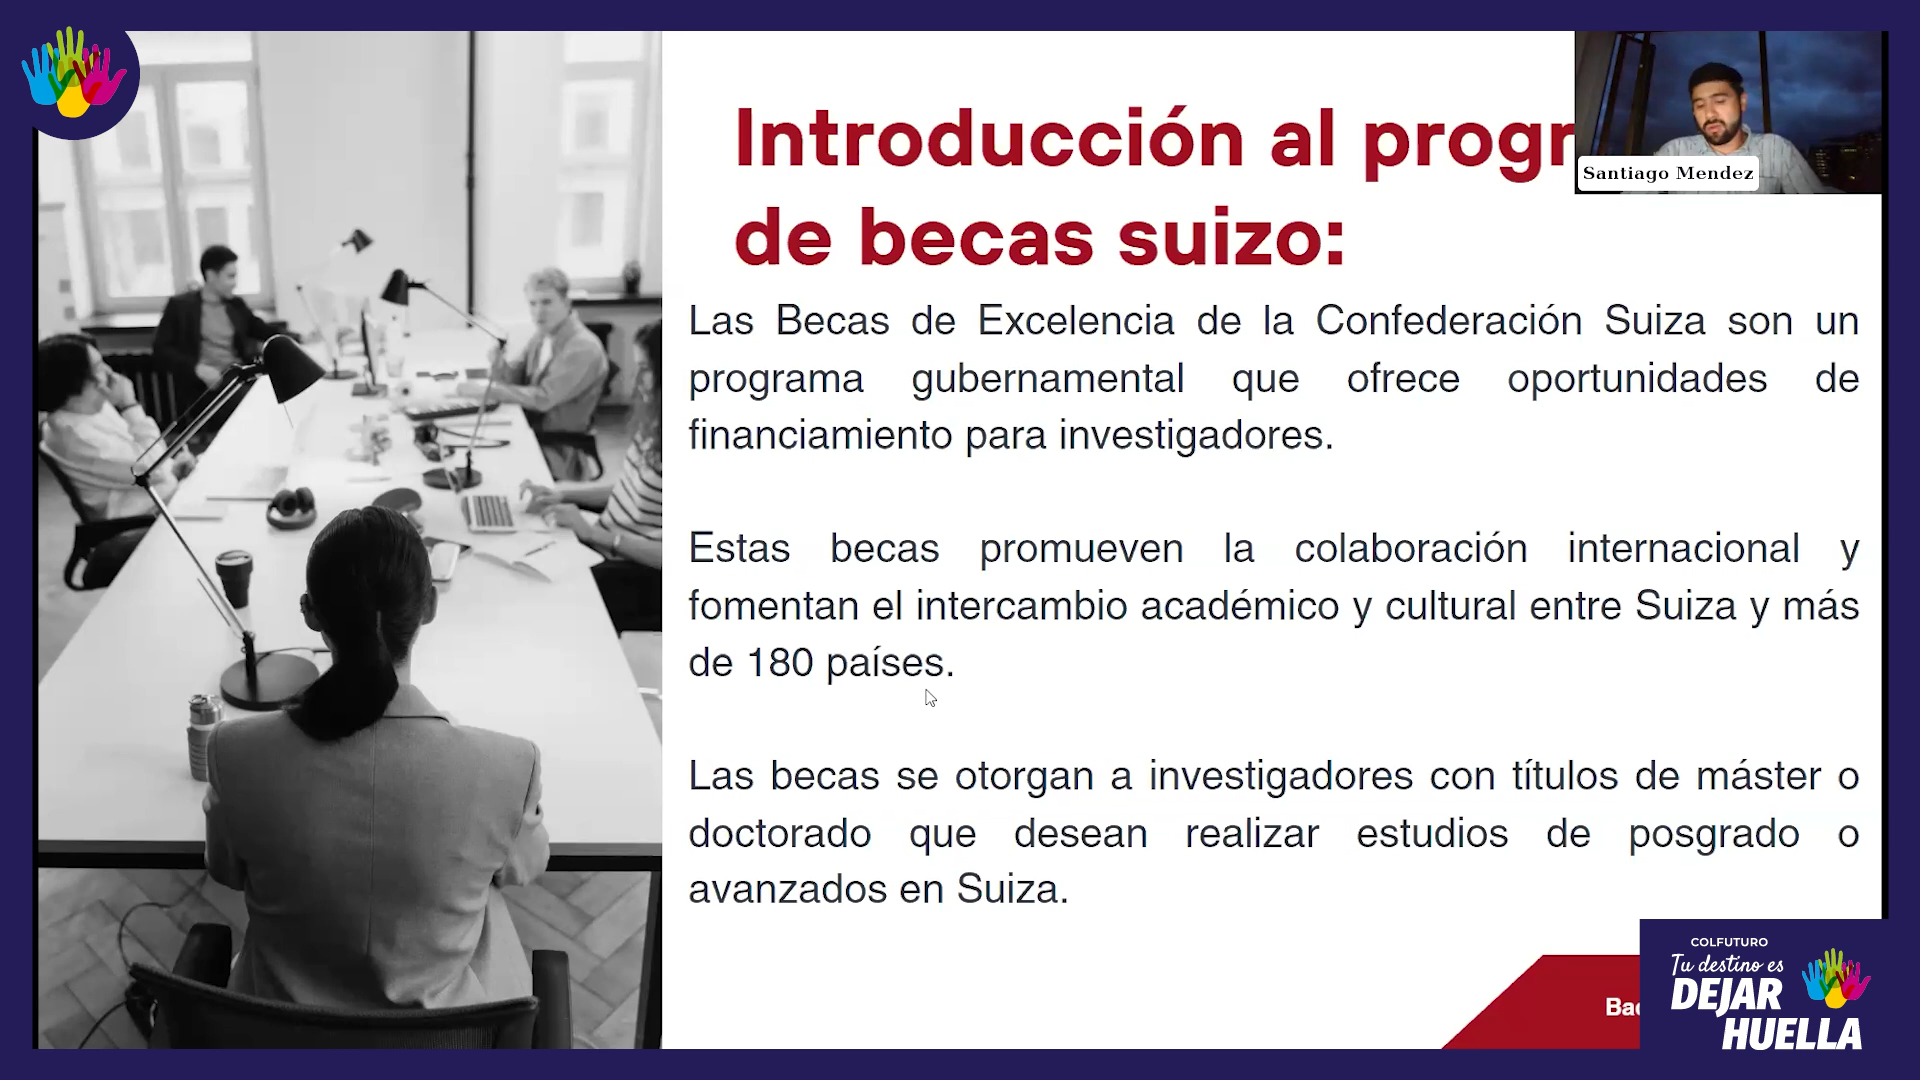 Introducción al progr
de becas suizo:
Santiago Mendez
Las Becas de Excelencia de la Confederación Suiza son un
programa gubernamental que ofrece oportunidades de
financiamiento para investigadores.
Estas becas promueven la colaboración internacional y
fomentan el intercambio académico y cultural entre Suiza y más
de 180 países.
Las becas se otorgan a investigadores con títulos de máster o
doctorado que desean realizar estudios de posgrado o
avanzados en Suiza.
COLFUTURO
Tu destino es
DEJAR
HUELLA